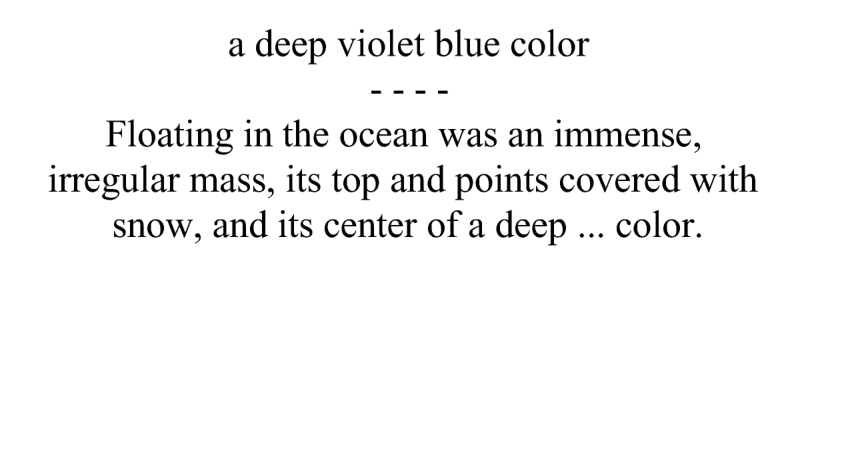 a deep violet blue color
- - - -
Floating in the ocean was an immense,
irregular mass, its top and points covered with
snow, and its center of a deep ... color.